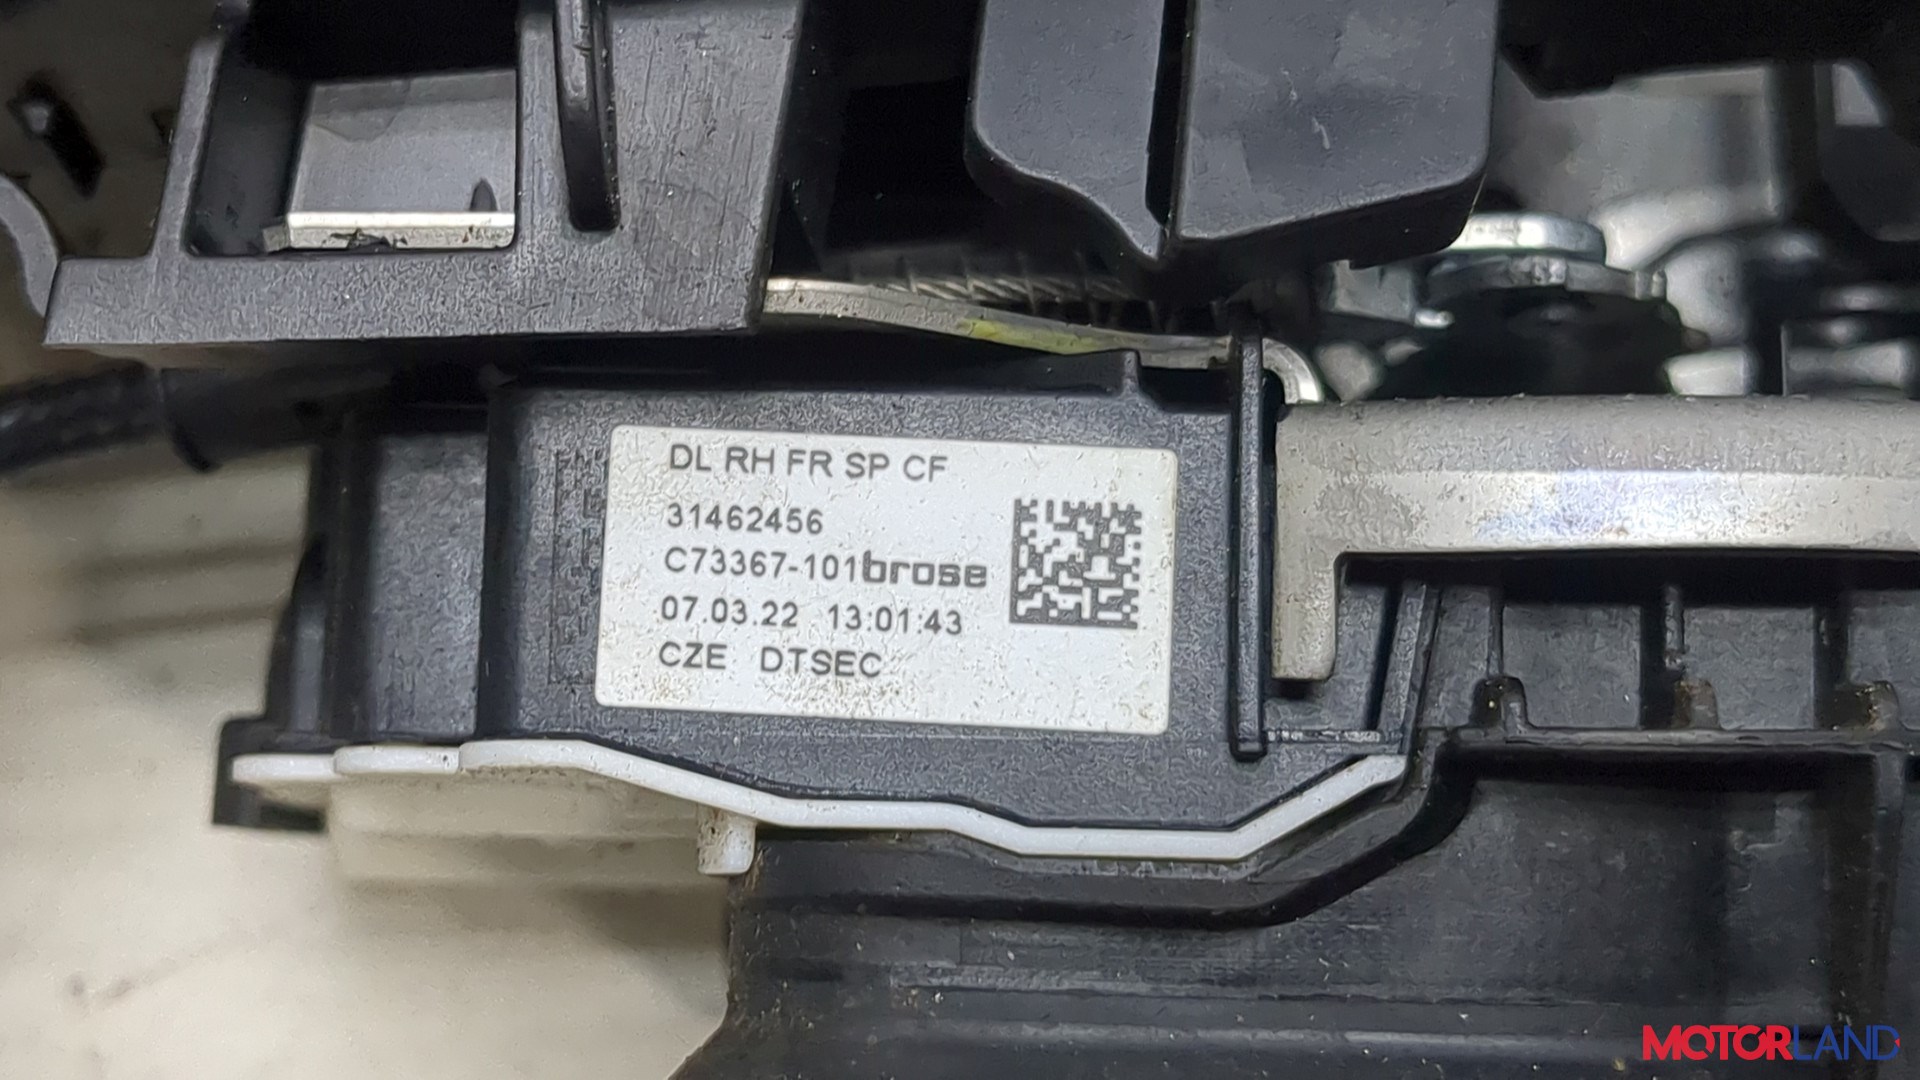 DL RH FR SP CF
31462456
C73367-101brose
07.03.22 13:01:43
CZE DTSEC
MOTORLAND